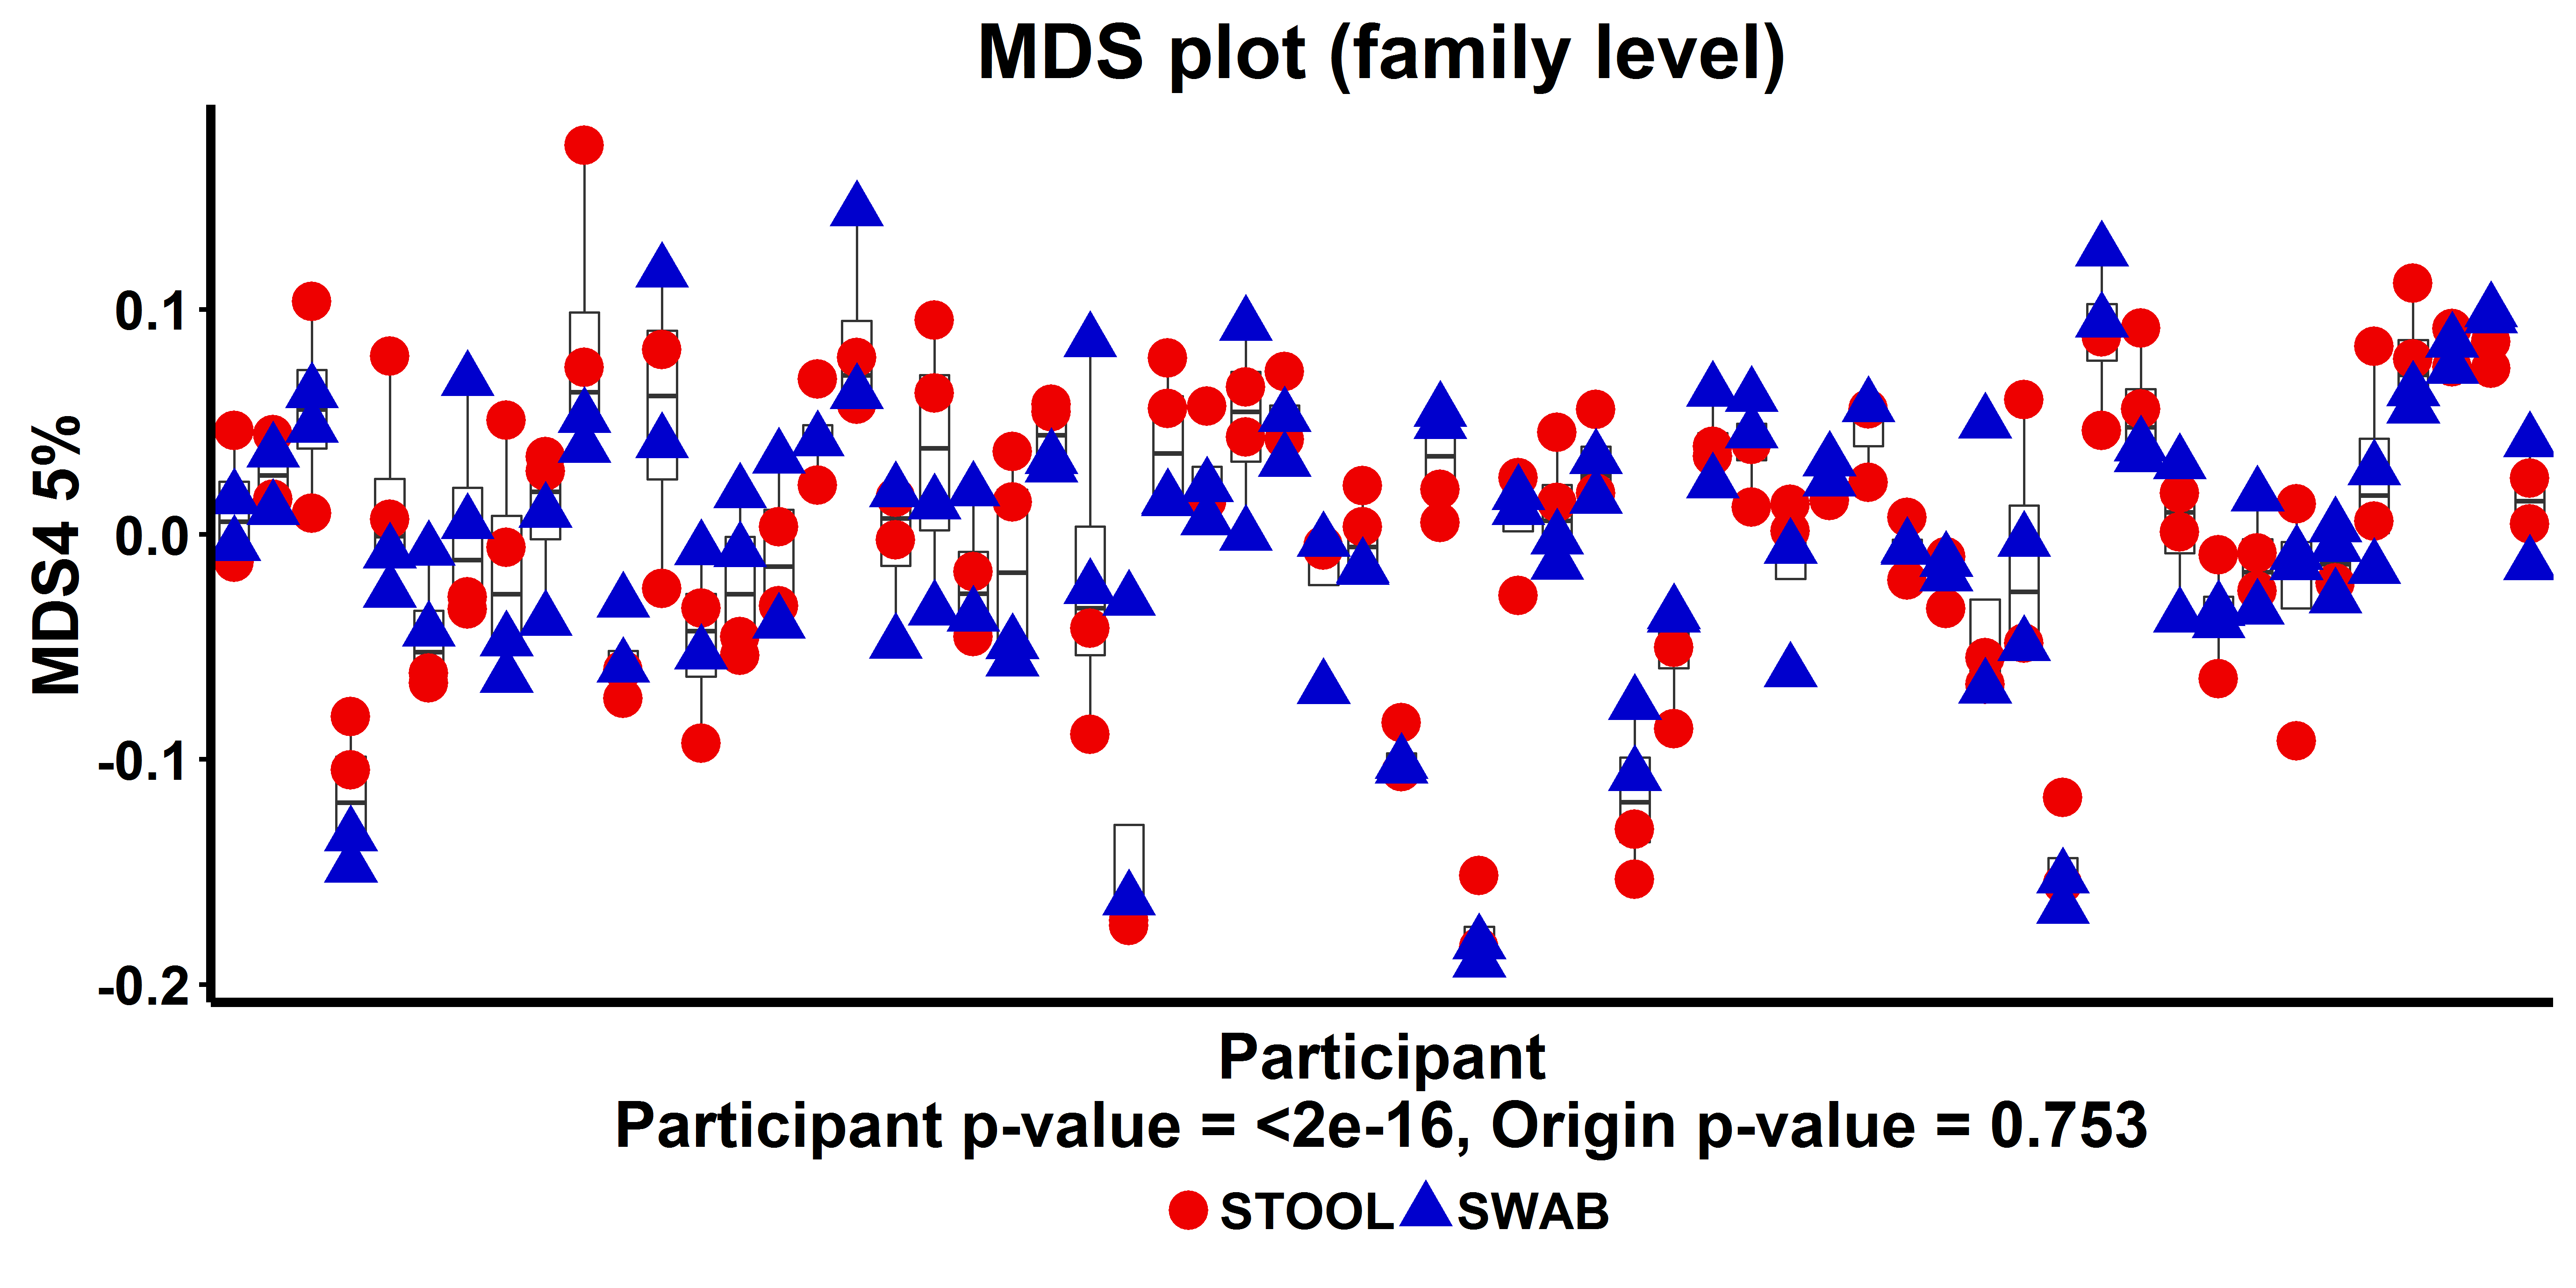 MDS plot (family level)
MDS4 5%
0.1
0.0
-0.1
-0.2
Participant
Participant p-value = <2e-16, Origin p-value = 0.753
STOOL SWAB